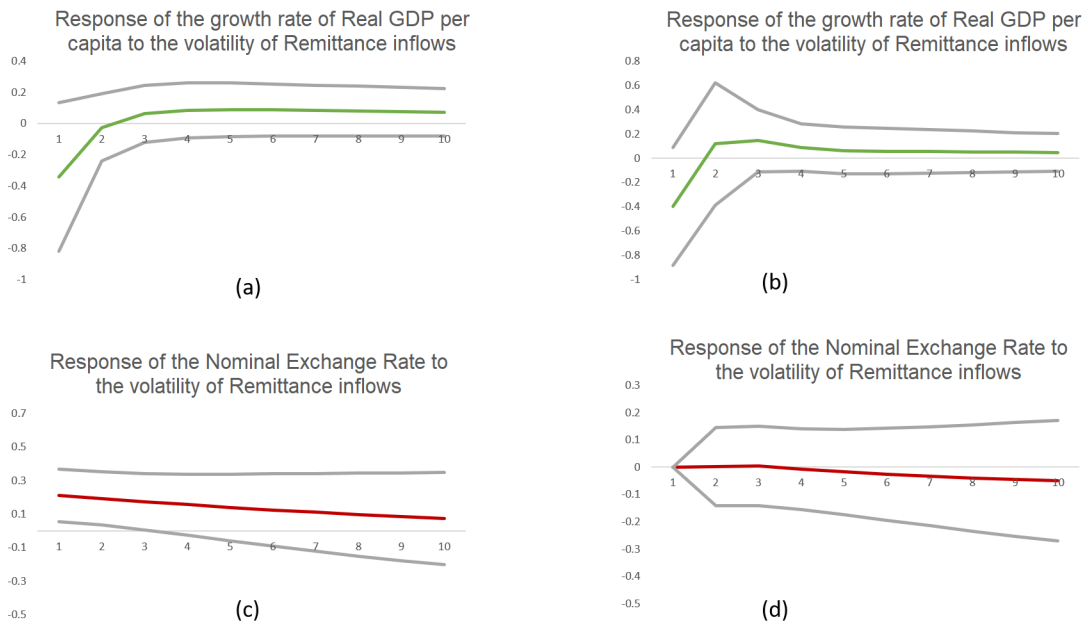 Response of the growth rate of Real GDP per
capita to the volatility of Remittance inflows
0.4
0.2
0
-0.2
-0.4
-0.6
-0.8
-1
1 2 3 4 5 6 7 8 9 10
(a)
Response of the growth rate of Real GDP per
capita to the volatility of Remittance inflows
0.8
0.6
0.4
0.2
0
-0.2
-0.4
-0.6
-0.8
-1
1 2 3 4 5 6 7 8 9 10
(b)
Response of the Nominal Exchange Rate to
the volatility of Remittance inflows
0.7
0.5
0.3
0.1
-0.1
-0.3
-0.5
1 2 3 4 5 6 7 8 9 10
(c)
Response of the Nominal Exchange Rate to
the volatility of Remittance inflows
0.3
0.2
0.1
0
-0.1
-0.2
-0.3
-0.4
-0.5
1 2 3 4 5 6 7 8 9 10
(d)